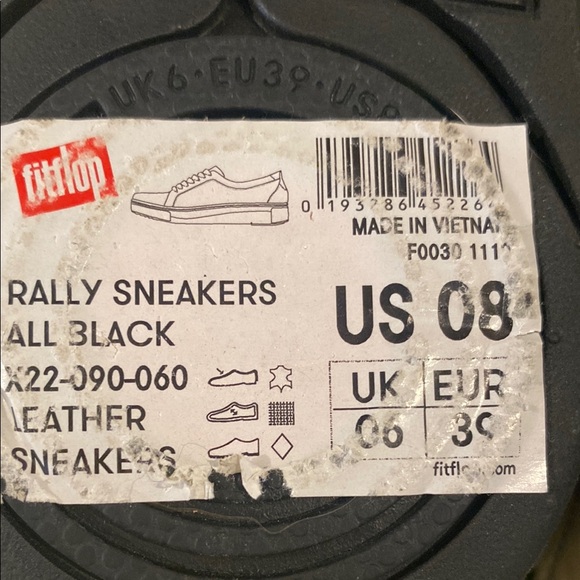 UK6·EU39·US8
fitflop
0 193286 45226
MADE IN VIETNAM
F0030 111
RALLY SNEAKERS
ALL BLACK
US 08
X22-090-060
LEATHER
SNEAKERS
UK EUR
06 39
fitflop.com